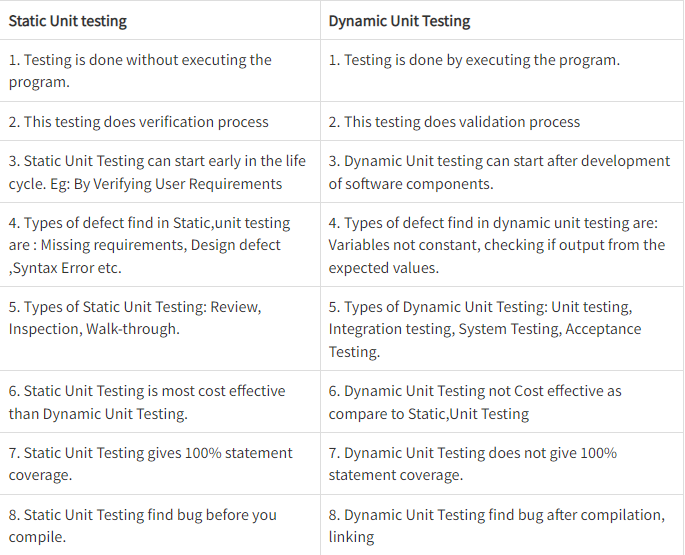 Static Unit testing
Dynamic Unit Testing
1. Testing is done without executing the
program.
1. Testing is done by executing the program.
2. This testing does verification process
2. This testing does validation process
3. Static Unit Testing can start early in the life
cycle. Eg: By Verifying User Requirements
3. Dynamic Unit testing can start after development
of software components.
4. Types of defect find in Static,unit testing
are : Missing requirements, Design defect
,Syntax Error etc.
4. Types of defect find in dynamic unit testing are:
Variables not constant, checking if output from the
expected values.
5. Types of Static Unit Testing: Review,
Inspection, Walk-through.
5. Types of Dynamic Unit Testing: Unit testing,
Integration testing, System Testing, Acceptance
Testing.
6. Static Unit Testing is most cost effective
than Dynamic Unit Testing.
6. Dynamic Unit Testing not Cost effective as
compare to Static,Unit Testing
7. Static Unit Testing gives 100% statement
coverage.
7. Dynamic Unit Testing does not give 100%
statement coverage.
8. Static Unit Testing find bug before you
compile.
8. Dynamic Unit Testing find bug after compilation,
linking